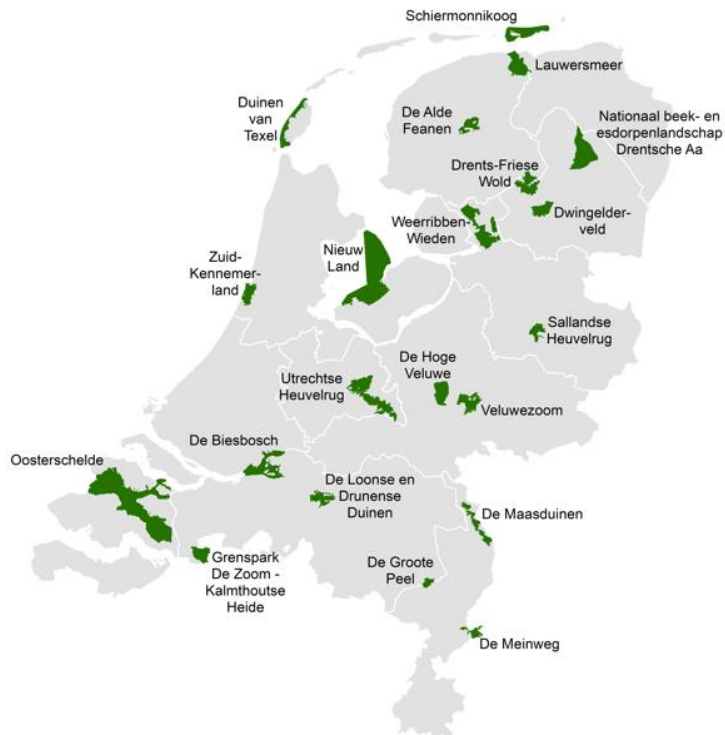 Schiermonnikoog
Lauwersmeer
Duinen
van
Texel
De Alde
Feanen
Nationaal beek- en
esdorpenlandschap
Drentsche Aa
Drents-Friese
Wold
Dwingelder-
veld
Weerribben-
Wieden
Nieuw
Land
Zuid-
Kennemer-
land
Sallandse
Heuvelrug
De Hoge
Veluwe
Utrechtse
Heuvelrug
Veluwezoom
De Biesbosch
Oosterschelde
De Loonse en
Drunense
Duinen
De Maasduinen
Grenspark
De Zoom -
Kalmthoutse
Heide
De Groote
Peel
De Meinweg